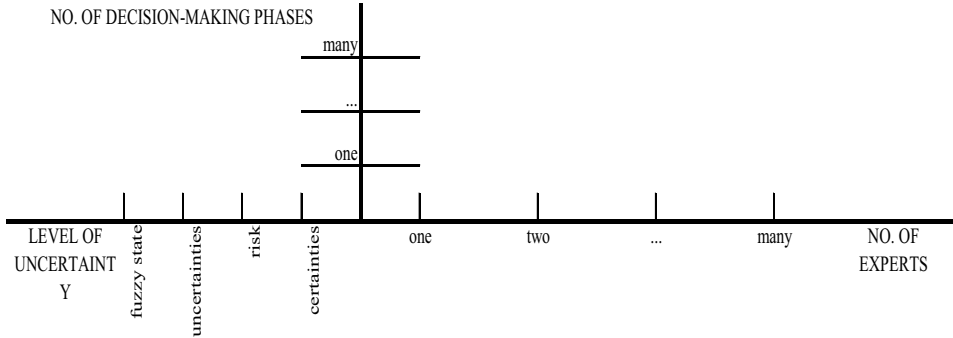 NO. OF DECISION-MAKING PHASES
many
...
one
LEVEL OF
UNCERTAINT
Y
fuzzy state
uncertainties
risk
certainties
one
two
...
many
NO. OF
EXPERTS